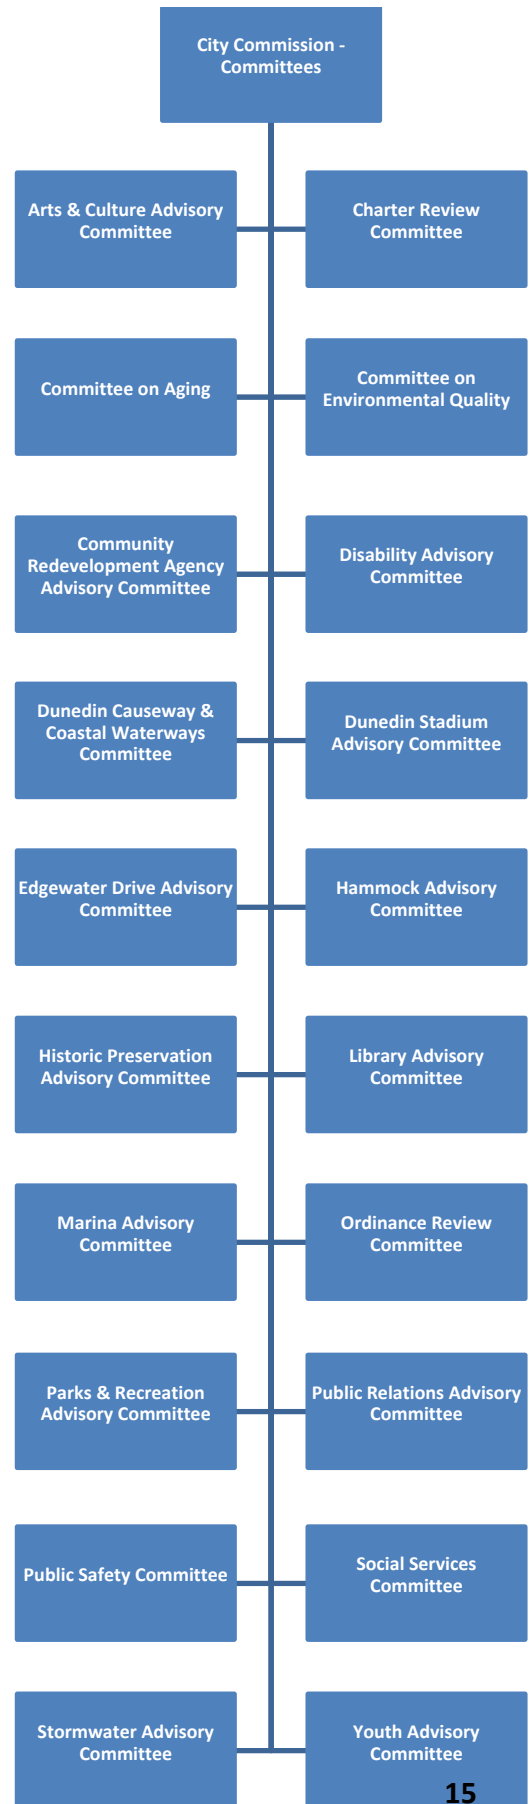 City Commission -
Committees
Arts & Culture Advisory
Committee
Charter Review
Committee
Committee on Aging
Committee on
Environmental Quality
Community
Redevelopment Agency
Advisory Committee
Disability Advisory
Committee
Dunedin Causeway &
Coastal Waterways
Committee
Dunedin Stadium
Advisory Committee
Edgewater Drive Advisory
Committee
Hammock Advisory
Committee
Historic Preservation
Advisory Committee
Library Advisory
Committee
Marina Advisory
Committee
Ordinance Review
Committee
Parks & Recreation
Advisory Committee
Public Relations Advisory
Committee
Public Safety Committee
Social Services
Committee
Stormwater Advisory
Committee
Youth Advisory
Committee
15